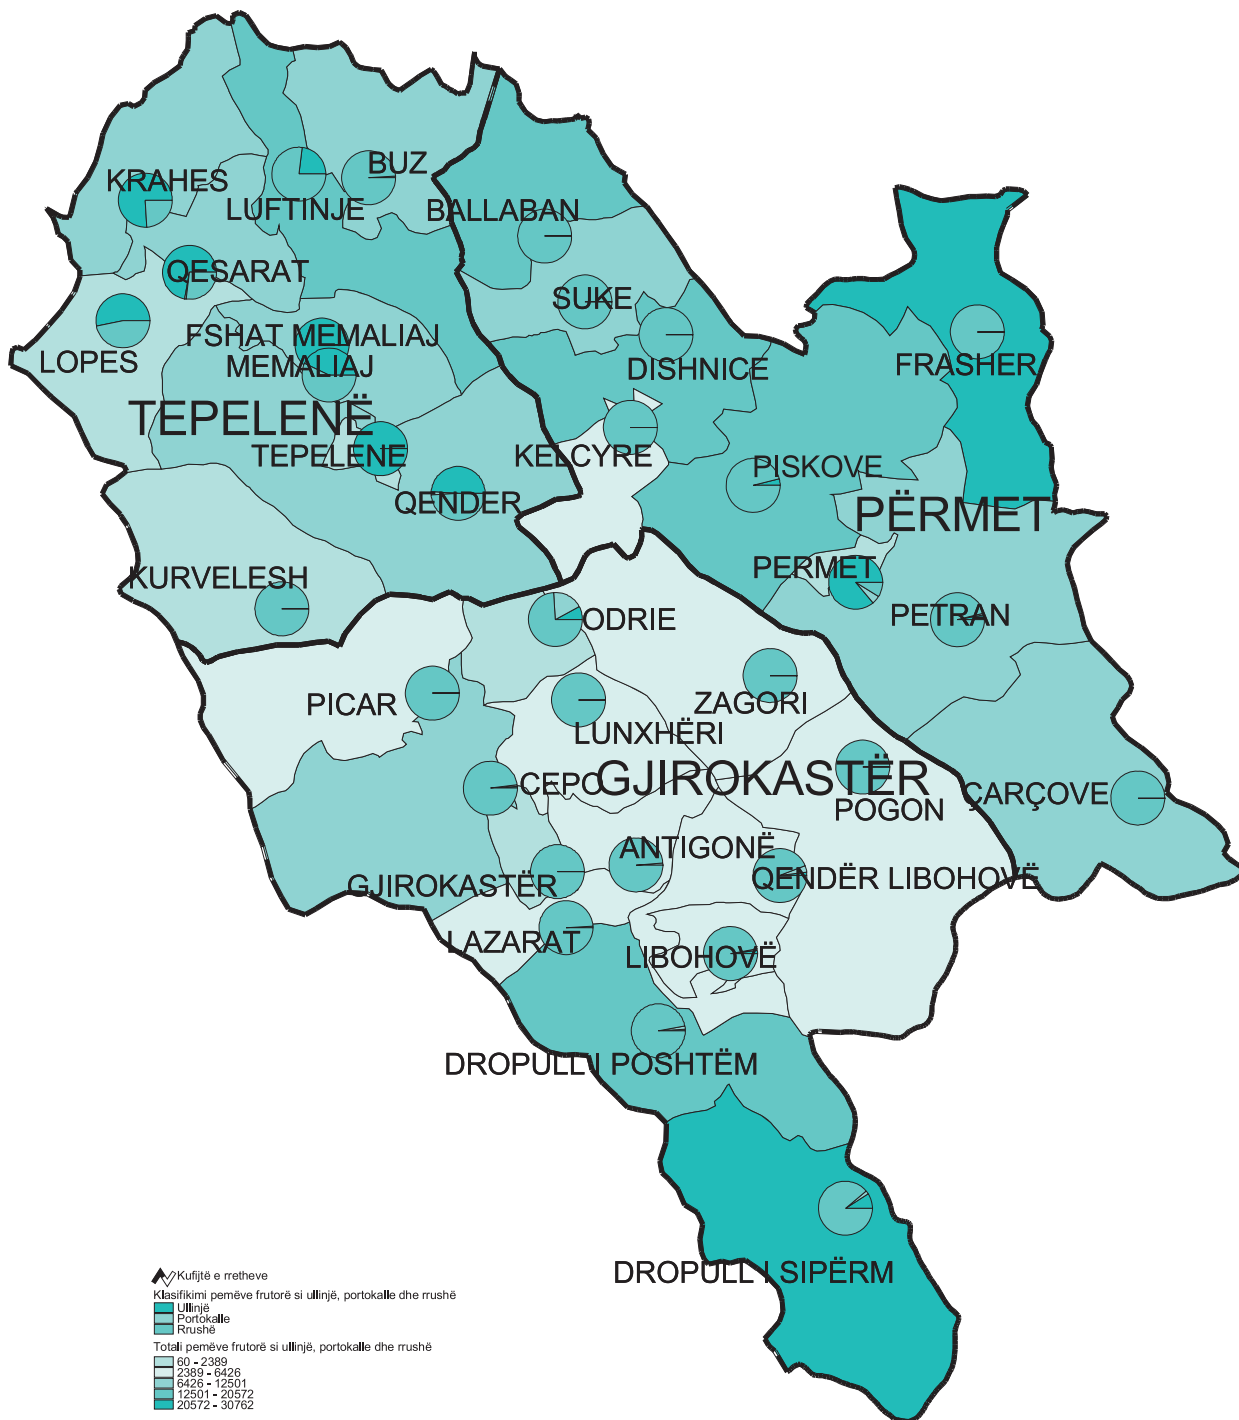 KRAHES
BUZ
LUFTINJE
BALLABAN
QESARAT
SUKE
FSHAT MEMALIAJ
LOPES
MEMALIAJ
DISHNICE
FRASHER
TEPELENË
TEPELENE
KELCYRE
PISKOVE
QENDER
PËRMET
KURVELESH
PERMET
ODRIE
PETRAN
PICAR
ZAGORI
LUNXHËRI
CEPO
GJIROKASTËR
POGON
ÇARÇOVE
ANTIGONË
GJIROKASTËR
QENDËR LIBOHOVË
LAZARAT
LIBOHOVË
DROPULL I POSHTËM
DROPULL I SIPËRM
Kufijtë e rretheve
Klasifikimi pemëve frutorë si ullinjë, portokalle dhe rrushë
Ullinjë
Portokalle
Rrushë
Totali pemëve frutorë si ullinjë, portokalle dhe rrushë
60 - 2389
2389 - 6426
6426 - 12501
12501 - 20572
20572 - 30762